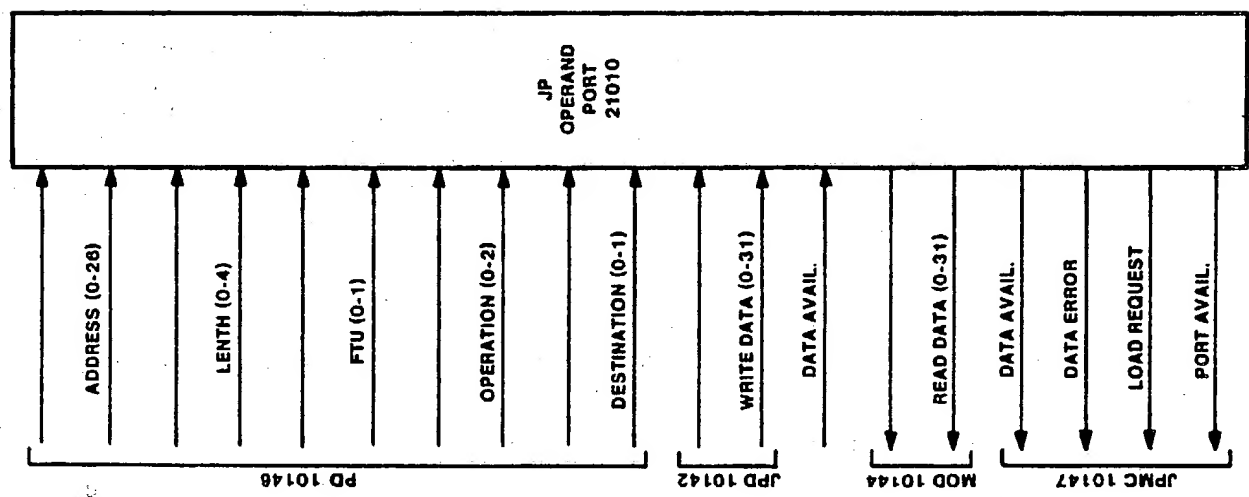 JP
OPERAND
PORT
21010
ADDRESS (0-26)
LENTH (0-4)
FTU (0-1)
OPERATION (0-2)
DESTINATION (0-1)
WRITE DATA (0-31)
DATA AVAIL.
READ DATA (0-31)
DATA AVAIL.
DATA ERROR
LOAD REQUEST
PORT AVAIL.
PD 10146
JPD 10142
MOD 10144
JPMC 10147